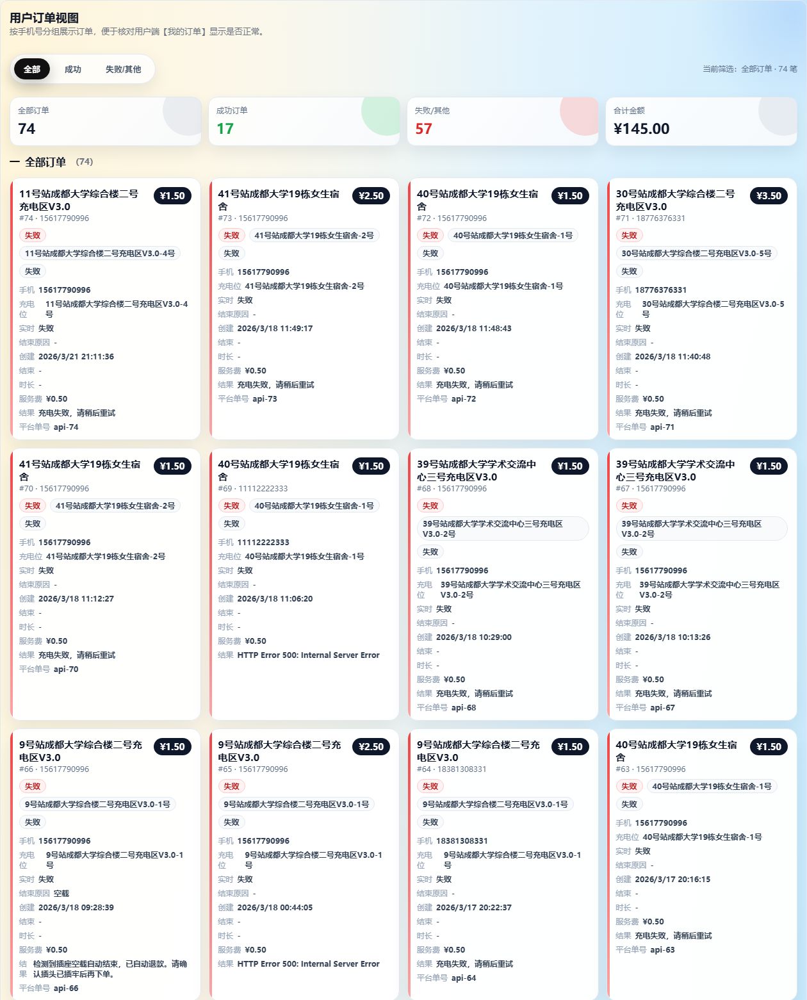 用户订单视图
按手机号分组展示订单，便于核对用户端【我的订单】显示是否正常。
全部 成功 失败/其他
当前筛选：全部订单 · 74 笔
全部订单
74
成功订单
17
失败/其他
57
合计金额
¥145.00
全部订单 (74)
11号站成都大学综合楼二号
充电区V3.0
¥1.50
#74 · 15617790996
失败
11号站成都大学综合楼二号充电区V3.0-4号
失败
手机 15617790996
充电位 11号站成都大学综合楼二号充电区V3.0-4
号
实时 失败
结束原因 -
创建 2026/3/21 21:11:36
结束 -
时长 -
服务费 ¥0.50
结果 充电失败，请稍后重试
平台单号 api-74
41号站成都大学19栋女生宿
舍
¥2.50
#73 · 15617790996
失败 41号站成都大学19栋女生宿舍-2号
失败
手机 15617790996
充电位 41号站成都大学19栋女生宿舍-2号
实时 失败
结束原因 -
创建 2026/3/18 11:49:17
结束 -
时长 -
服务费 ¥0.50
结果 充电失败，请稍后重试
平台单号 api-73
40号站成都大学19栋女生宿
舍
¥1.50
#72 · 15617790996
失败 40号站成都大学19栋女生宿舍-1号
失败
手机 15617790996
充电位 40号站成都大学19栋女生宿舍-1号
实时 失败
结束原因 -
创建 2026/3/18 11:48:43
结束 -
时长 -
服务费 ¥0.50
结果 充电失败，请稍后重试
平台单号 api-72
30号站成都大学综合楼二号
充电区V3.0
¥3.50
#71 · 18776376331
失败
30号站成都大学综合楼二号充电区V3.0-5号
失败
手机 18776376331
充电位 30号站成都大学综合楼二号充电区V3.0-5
号
实时 失败
结束原因 -
创建 2026/3/18 11:40:48
结束 -
时长 -
服务费 ¥0.50
结果 充电失败，请稍后重试
平台单号 api-71
41号站成都大学19栋女生宿
舍
¥1.50
#70 · 15617790996
失败 41号站成都大学19栋女生宿舍-2号
失败
手机 15617790996
充电位 41号站成都大学19栋女生宿舍-2号
实时 失败
结束原因 -
创建 2026/3/18 11:12:27
结束 -
时长 -
服务费 ¥0.50
结果 充电失败，请稍后重试
平台单号 api-70
40号站成都大学19栋女生宿
舍
¥1.50
#69 · 11112222333
失败 40号站成都大学19栋女生宿舍-1号
失败
手机 11112222333
充电位 40号站成都大学19栋女生宿舍-1号
实时 失败
结束原因 -
创建 2026/3/18 11:06:20
结束 -
时长 -
服务费 ¥0.50
结果 HTTP Error 500: Internal Server Error
39号站成都大学学术交流中
心三号充电区V3.0
¥1.50
#68 · 15617790996
失败
39号站成都大学学术交流中心三号充电区
V3.0-2号
失败
手机 15617790996
充电位 39号站成都大学学术交流中心三号充电区
V3.0-2号
实时 失败
结束原因 -
创建 2026/3/18 10:29:00
结束 -
时长 -
服务费 ¥0.50
结果 充电失败，请稍后重试
平台单号 api-68
39号站成都大学学术交流中
心三号充电区V3.0
¥1.50
#67 · 15617790996
失败
39号站成都大学学术交流中心三号充电区
V3.0-2号
失败
手机 15617790996
充电位 39号站成都大学学术交流中心三号充电区
V3.0-2号
实时 失败
结束原因 -
创建 2026/3/18 10:13:26
结束 -
时长 -
服务费 ¥0.50
结果 充电失败，请稍后重试
平台单号 api-67
9号站成都大学综合楼二号充
电区V3.0
¥1.50
#66 · 15617790996
失败
9号站成都大学综合楼二号充电区V3.0-1号
失败
手机 15617790996
充电位 9号站成都大学综合楼二号充电区V3.0-1
号
实时 失败
结束原因 空载
创建 2026/3/18 09:28:39
结束 -
时长 -
服务费 ¥0.50
结果 检测到插座空载自动结束，已自动退款。请确
认插头已插牢后再下单。
平台单号 api-66
9号站成都大学综合楼二号充
电区V3.0
¥2.50
#65 · 15617790996
失败
9号站成都大学综合楼二号充电区V3.0-1号
失败
手机 15617790996
充电位 9号站成都大学综合楼二号充电区V3.0-1
号
实时 失败
结束原因 -
创建 2026/3/18 00:44:05
结束 -
时长 -
服务费 ¥0.50
结果 HTTP Error 500: Internal Server Error
9号站成都大学综合楼二号充
电区V3.0
¥1.50
#64 · 18381308331
失败
9号站成都大学综合楼二号充电区V3.0-1号
失败
手机 18381308331
充电位 9号站成都大学综合楼二号充电区V3.0-1
号
实时 失败
结束原因 -
创建 2026/3/17 20:22:37
结束 -
时长 -
服务费 ¥0.50
结果 充电失败，请稍后重试
平台单号 api-64
40号站成都大学19栋女生宿
舍
¥1.50
#63 · 15617790996
失败 40号站成都大学19栋女生宿舍-1号
失败
手机 15617790996
充电位 40号站成都大学19栋女生宿舍-1号
实时 失败
结束原因 -
创建 2026/3/17 20:16:15
结束 -
时长 -
服务费 ¥0.50
结果 充电失败，请稍后重试
平台单号 api-63